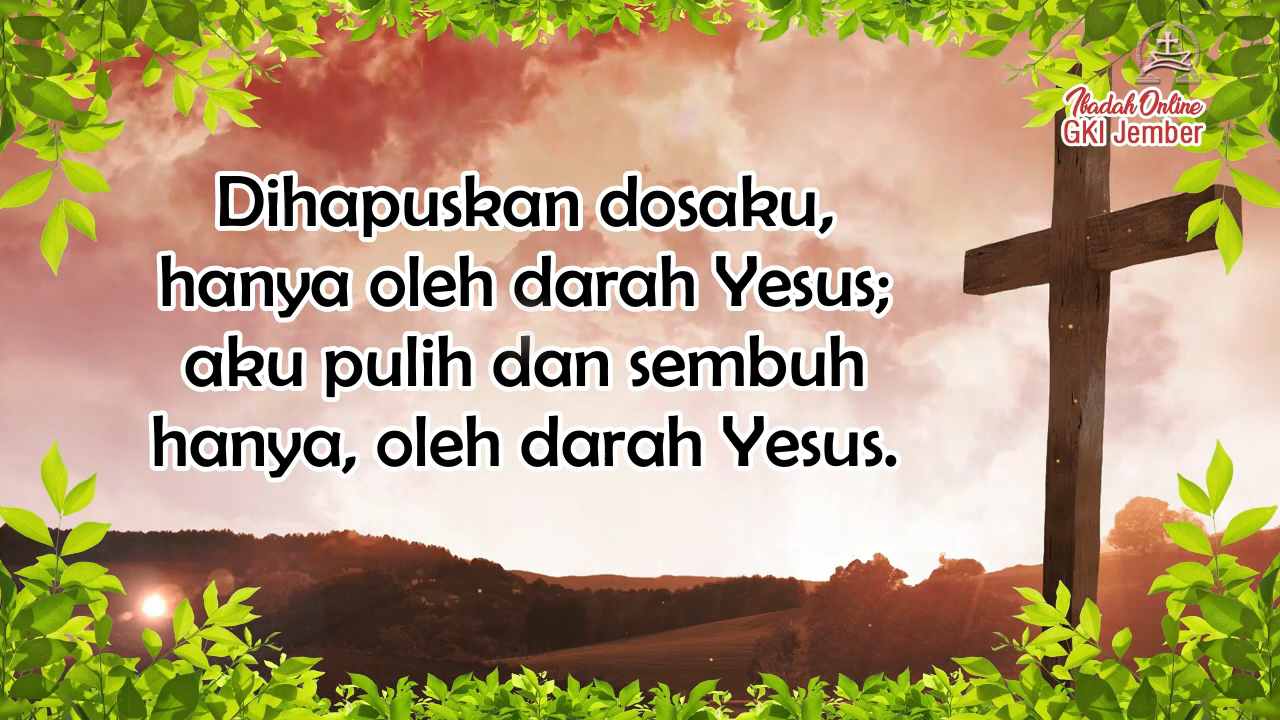 Ibadah Online
GKI Jember
Dihapuskan dosaku,
hanya oleh darah Yesus;
aku pulih dan sembuh
hanya, oleh darah Yesus.